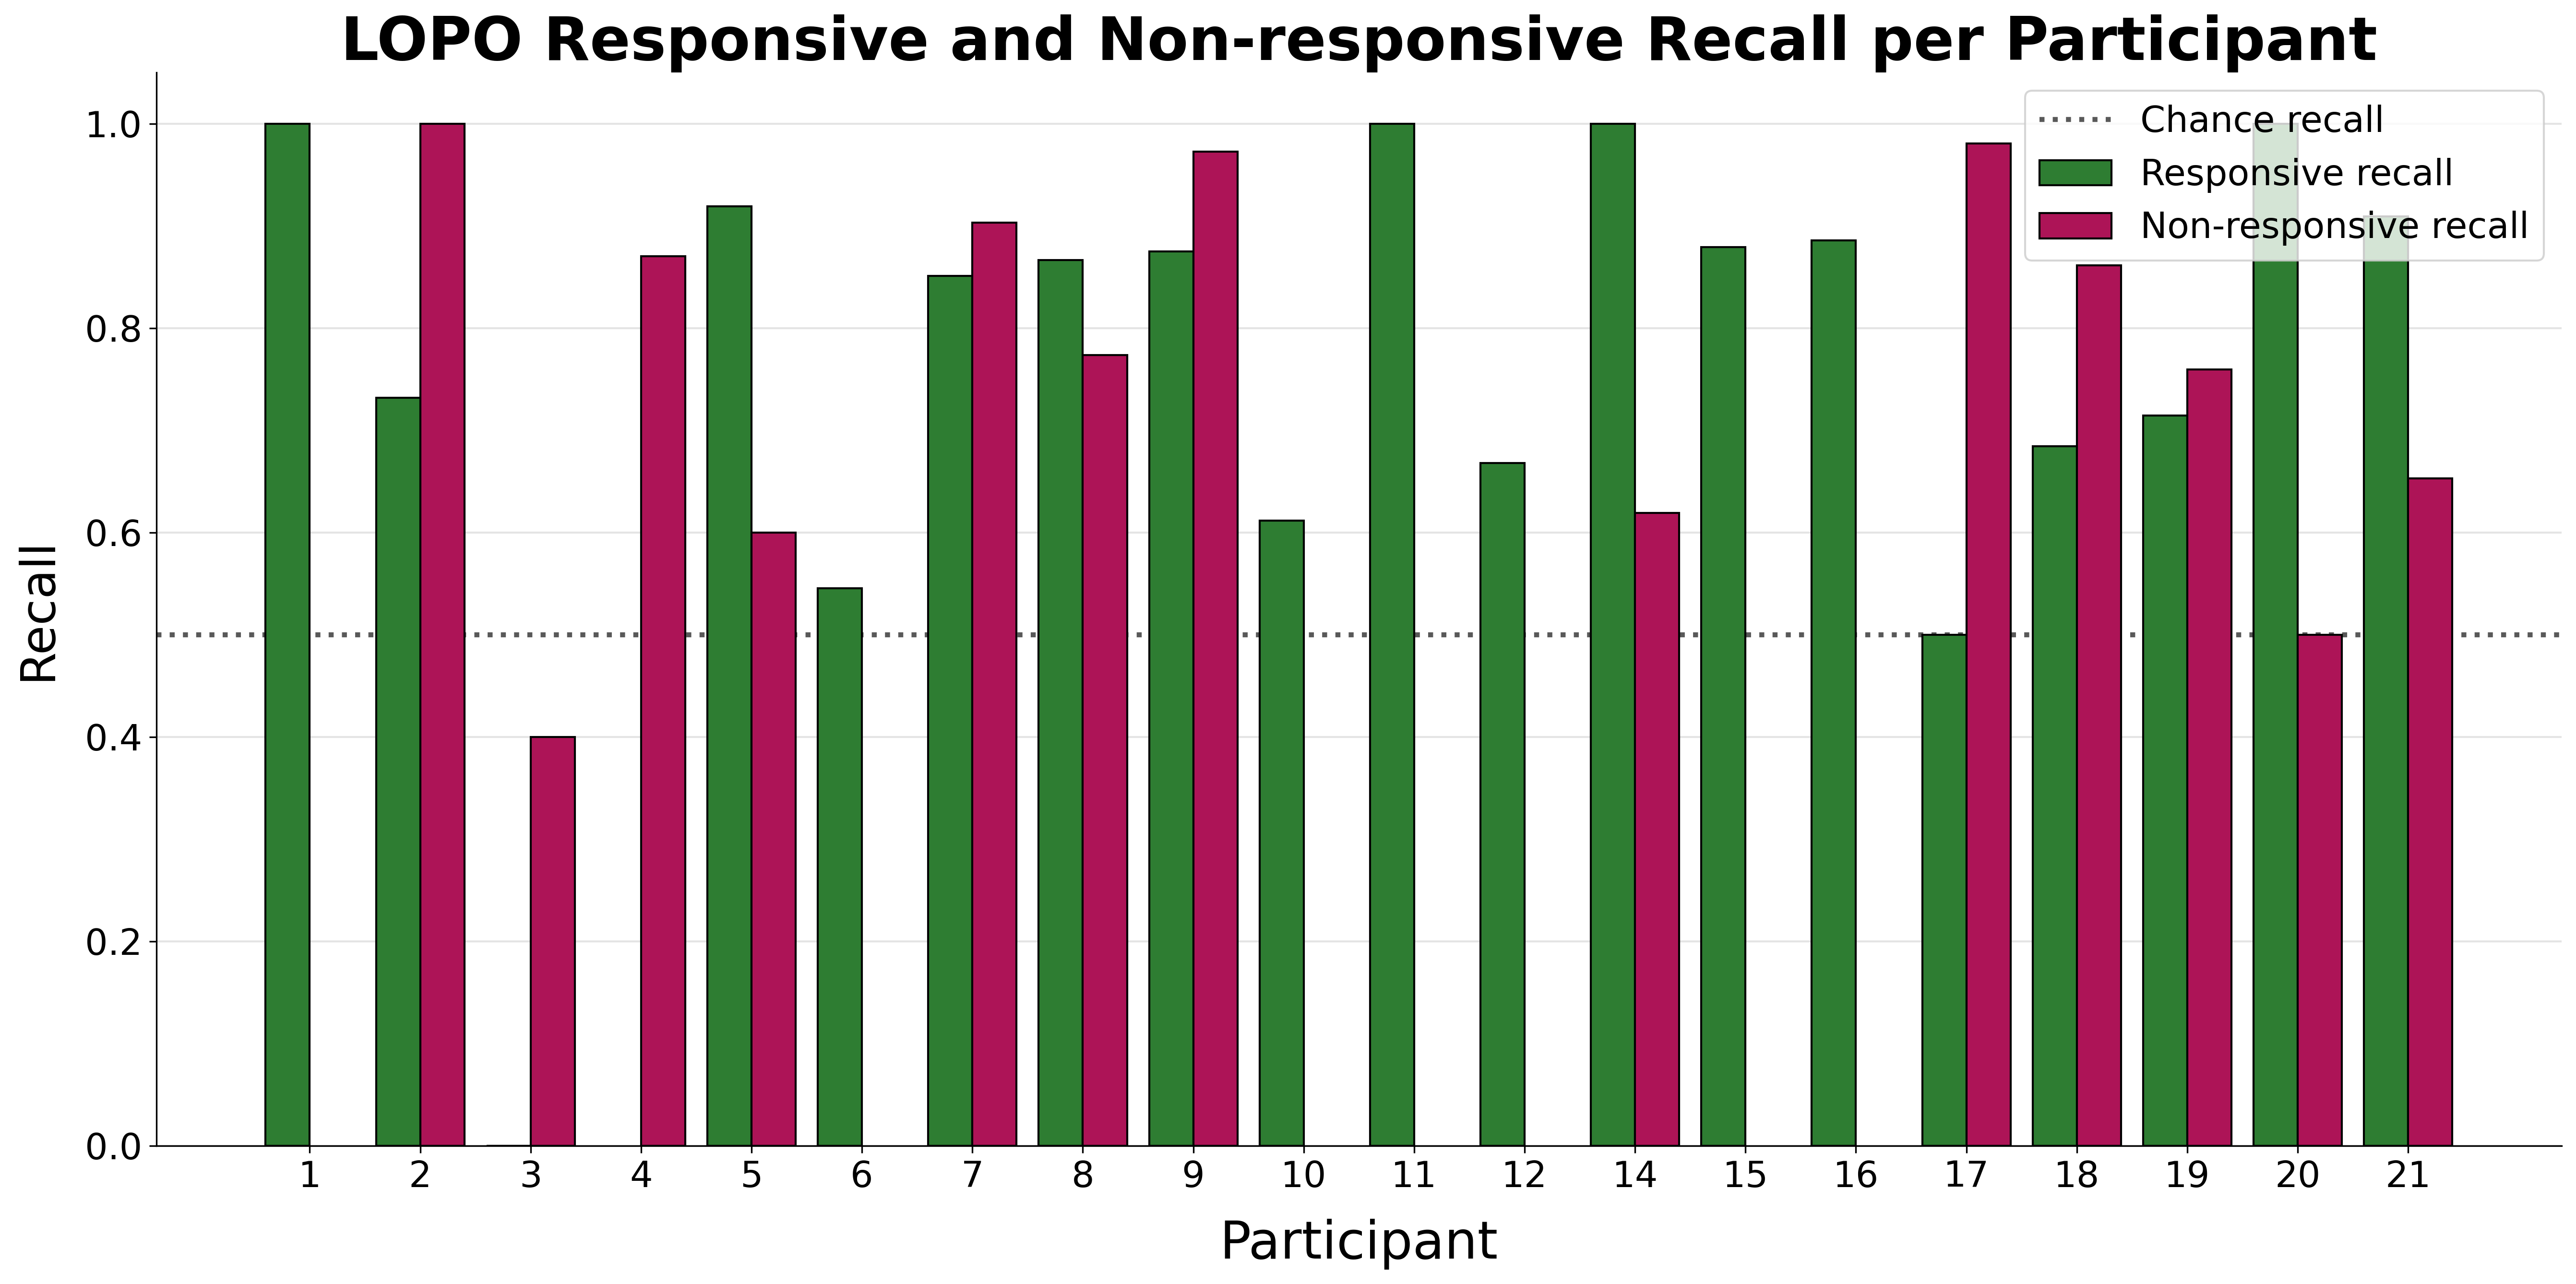 LOPO Responsive and Non-responsive Recall per Participant
Chance recall
Responsive recall
Non-responsive recall
1.0
0.8
0.6
0.4
0.2
0.0
Recall
1 2 3 4 5 6 7 8 9 10 11 12 14 15 16 17 18 19 20 21
Participant